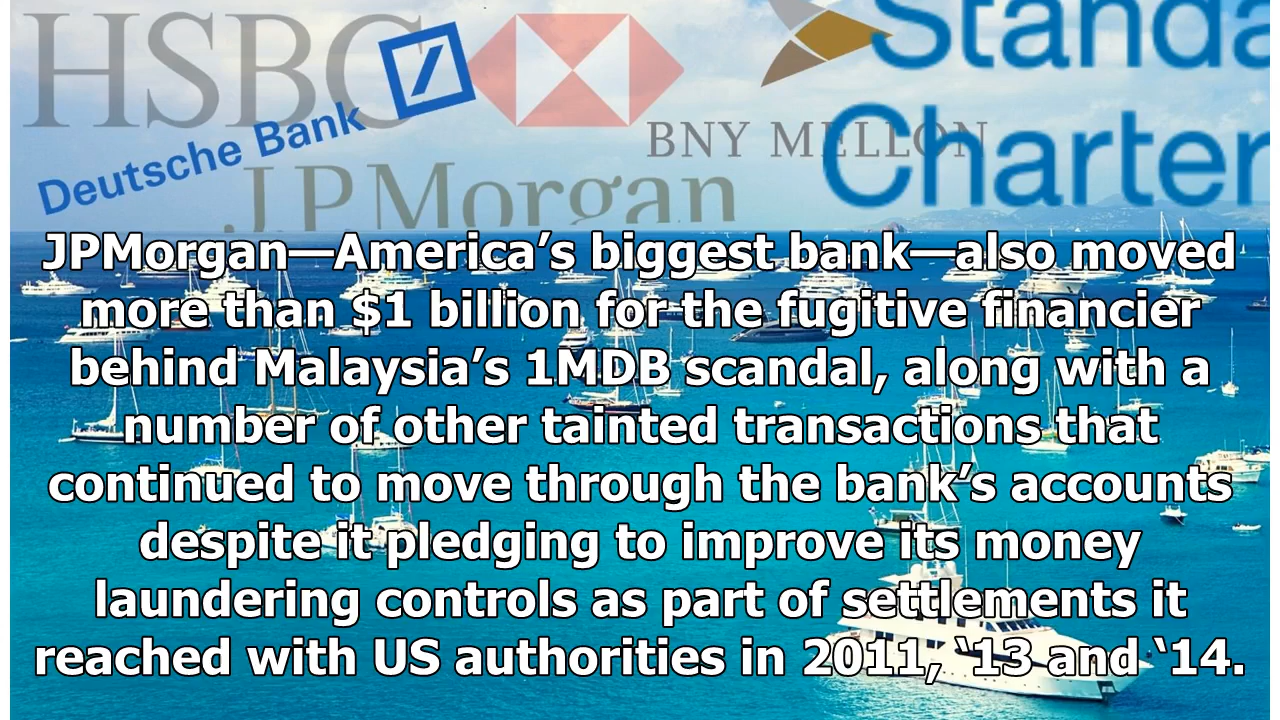 HSBC
Deutsche Bank
JPMorgan
BNY MELLON
Standa
Charter
JPMorgan—America’s biggest bank—also moved
more than $1 billion for the fugitive financier
behind Malaysia’s 1MDB scandal, along with a
number of other tainted transactions that
continued to move through the bank’s accounts
despite it pledging to improve its money
laundering controls as part of settlements it
reached with US authorities in 2011, ‘13 and ‘14.